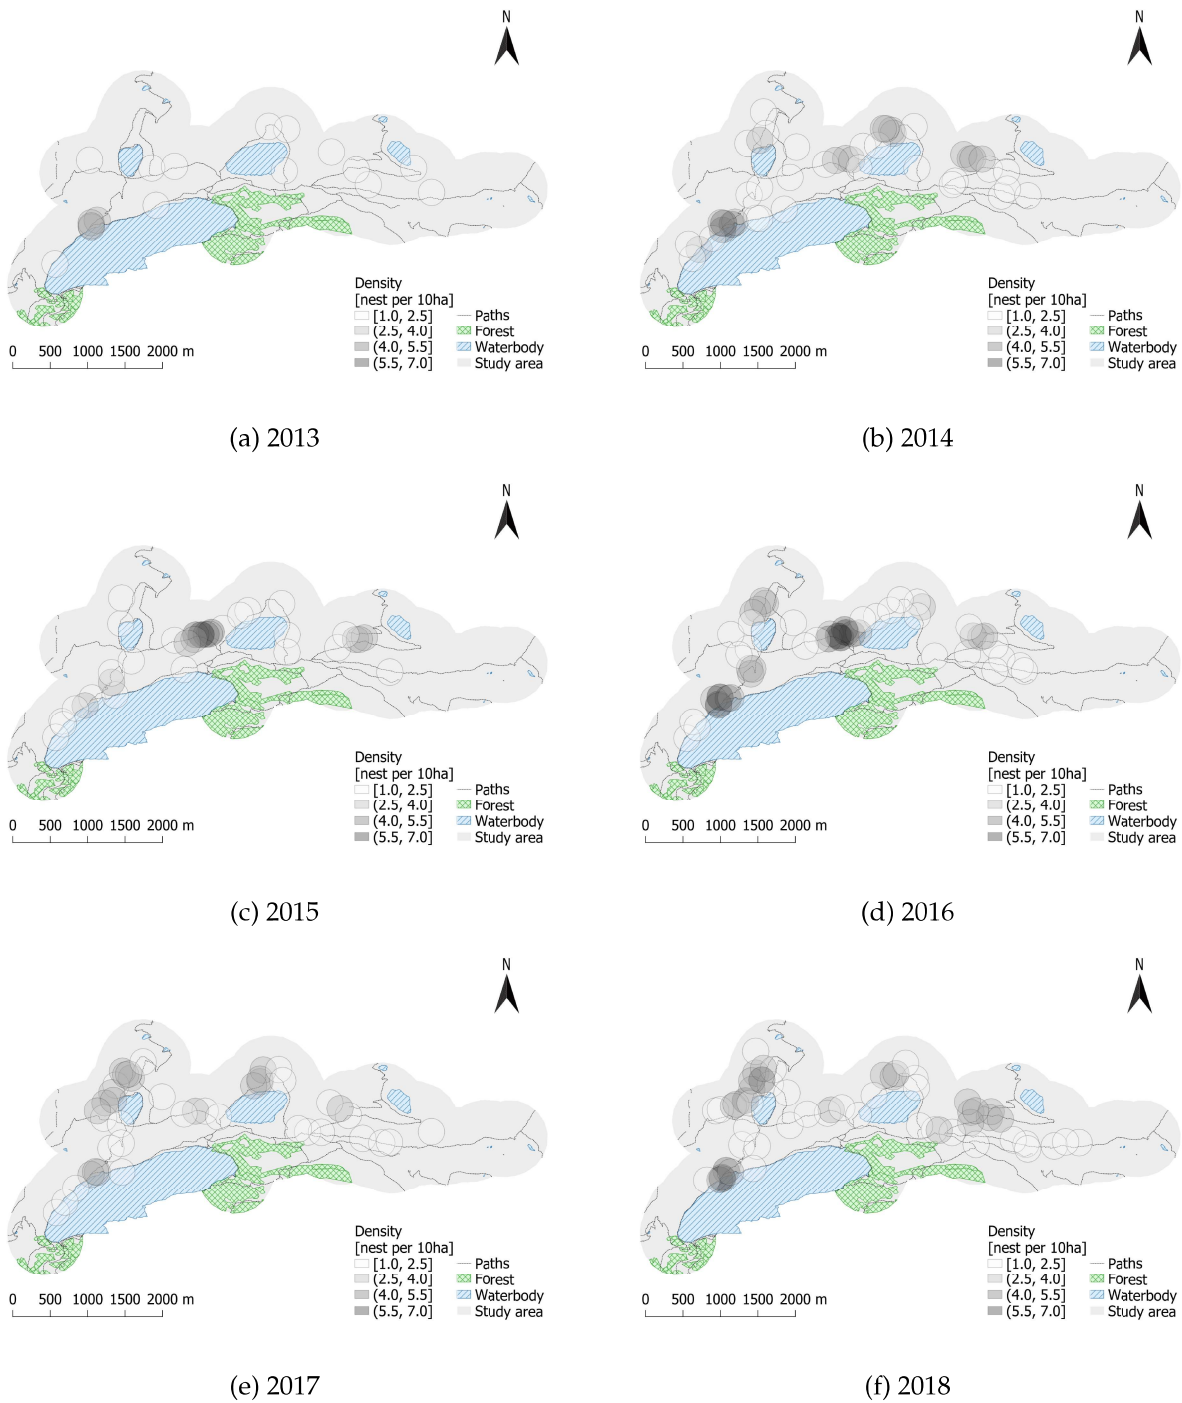 N
N
Density
[nest per 10ha]
[1.0, 2.5] Paths
(2.5, 4.0] Forest
(4.0, 5.5] Waterbody
(5.5, 7.0] Study area
0 500 1000 1500 2000 m
Density
[nest per 10ha]
[1.0, 2.5] Paths
(2.5, 4.0] Forest
(4.0, 5.5] Waterbody
(5.5, 7.0] Study area
0 500 1000 1500 2000 m
(a) 2013
(b) 2014
N
N
Density
[nest per 10ha]
[1.0, 2.5] Paths
(2.5, 4.0] Forest
(4.0, 5.5] Waterbody
(5.5, 7.0] Study area
0 500 1000 1500 2000 m
Density
[nest per 10ha]
[1.0, 2.5] Paths
(2.5, 4.0] Forest
(4.0, 5.5] Waterbody
(5.5, 7.0] Study area
0 500 1000 1500 2000 m
(c) 2015
(d) 2016
N
N
Density
[nest per 10ha]
[1.0, 2.5] Paths
(2.5, 4.0] Forest
(4.0, 5.5] Waterbody
(5.5, 7.0] Study area
0 500 1000 1500 2000 m
Density
[nest per 10ha]
[1.0, 2.5] Paths
(2.5, 4.0] Forest
(4.0, 5.5] Waterbody
(5.5, 7.0] Study area
0 500 1000 1500 2000 m
(e) 2017
(f) 2018